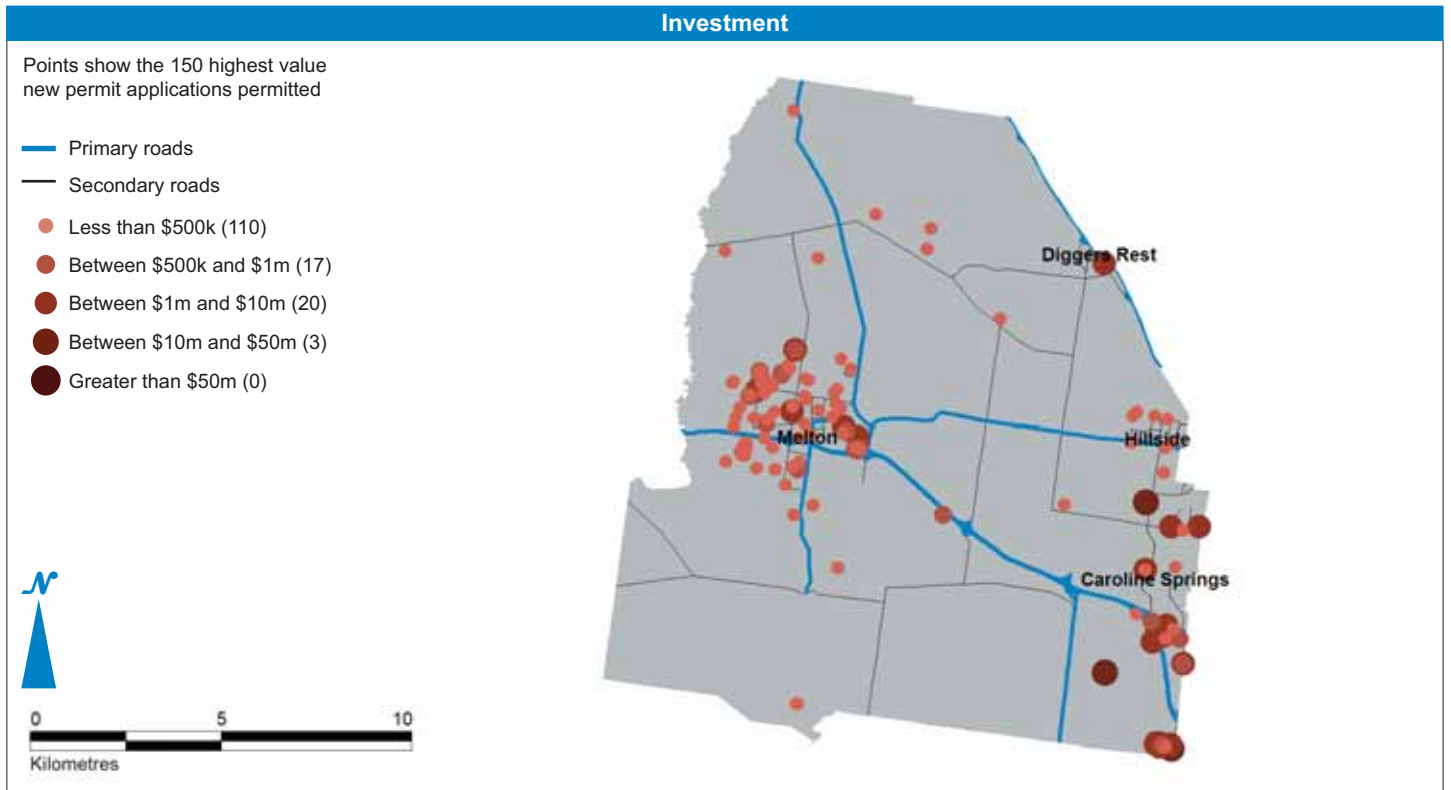 Investment
Points show the 150 highest value
new permit applications permitted
Primary roads
Secondary roads
Less than $500k (110)
Between $500k and $1m (17)
Between $1m and $10m (20)
Between $10m and $50m (3)
Greater than $50m (0)
Diggers Rest
Melton
Hillside
Caroline Springs
N
0 5 10
Kilometres